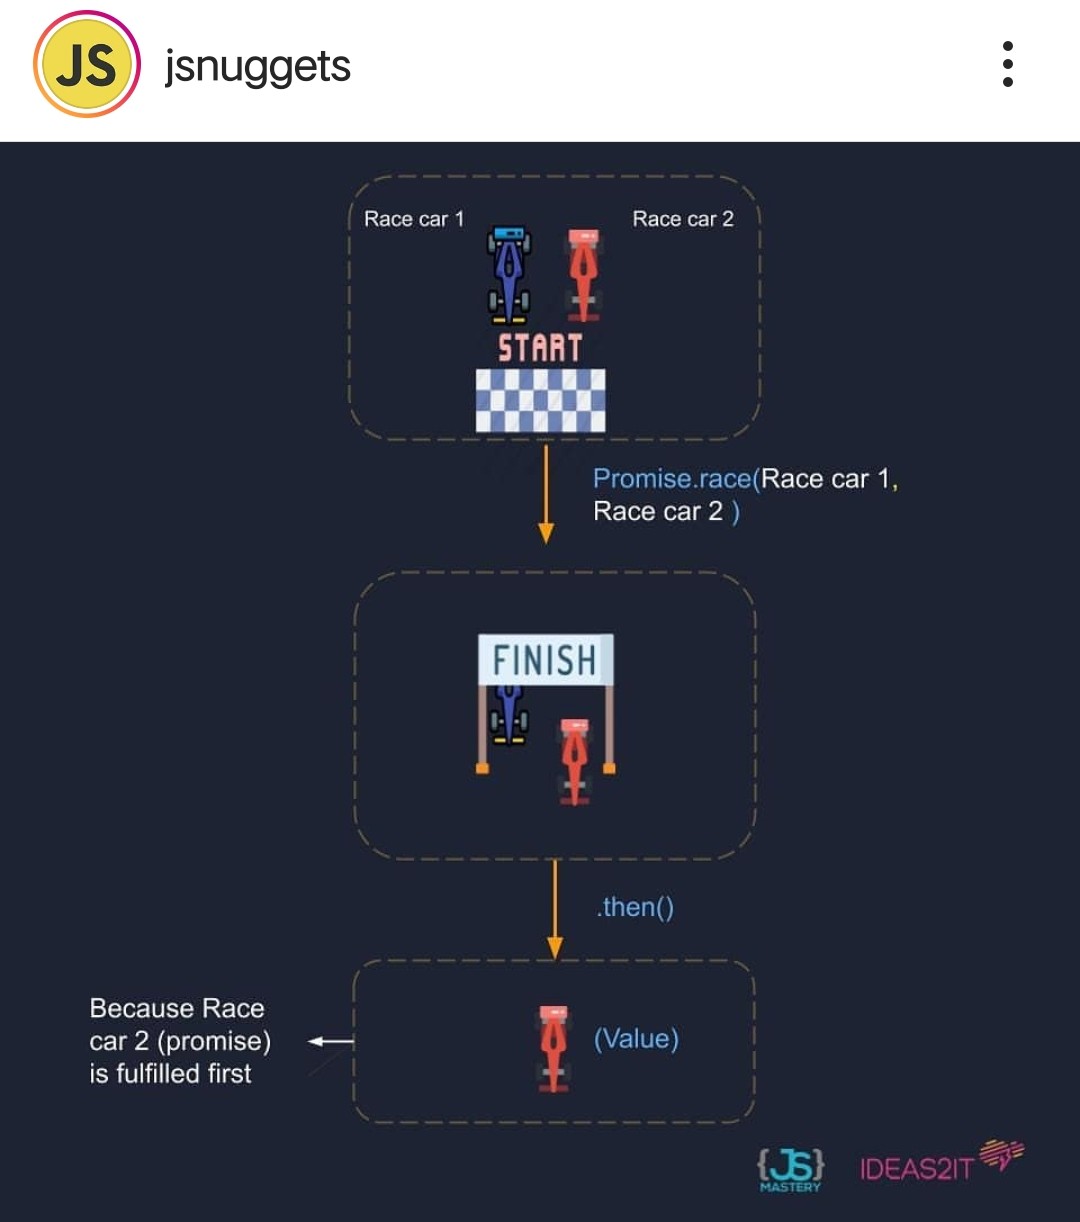 JS jsnuggets
Race car 1
Race car 2
START
Promise.race(Race car 1,
Race car 2 )
FINISH
.then()
Because Race
car 2 (promise)
is fulfilled first
(Value)
{JS}
MASTERY
IDEAS2IT